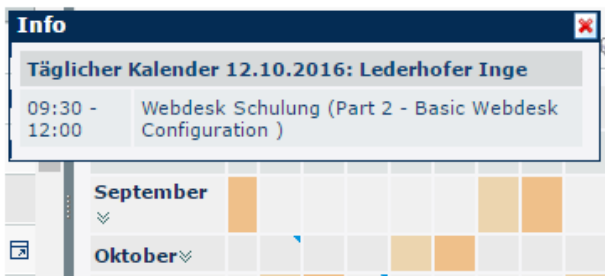 Info
Täglicher Kalender 12.10.2016: Lederhofer Inge
09:30 -
12:00
Webdesk Schulung (Part 2 - Basic Webdesk
Configuration )
September
Oktober